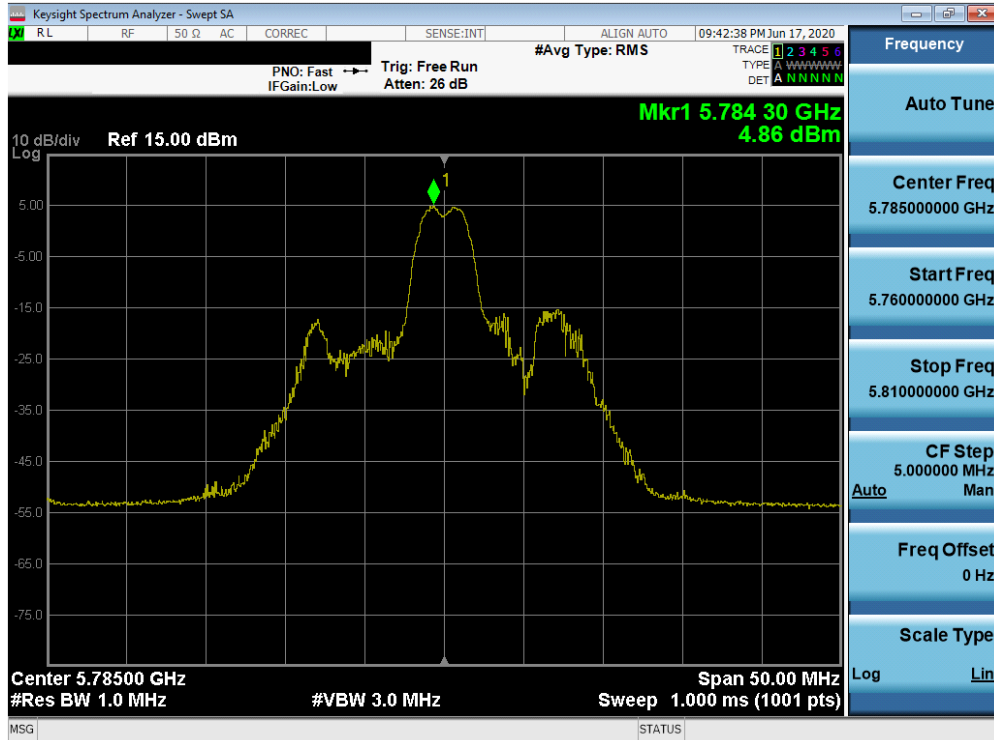 Keysight Spectrum Analyzer - Swept SA
LXI RL RF 50 Ω AC CORREC SENSE:INT ALIGN AUTO 09:42:38 PM Jun 17, 2020
#Avg Type: RMS TRACE 1 2 3 4 5 6
PNO: Fast Trig: Free Run TYPE A WWWWW
IFGain:Low Atten: 26 dB DET A N N N N N
Mkr1 5.784 30 GHz
4.86 dBm
10 dB/div Ref 15.00 dBm
Log
1
5.00
-5.00
-15.0
-25.0
-35.0
-45.0
-55.0
-65.0
-75.0
Center 5.78500 GHz Span 50.00 MHz
#Res BW 1.0 MHz #VBW 3.0 MHz Sweep 1.000 ms (1001 pts)
MSG STATUS
Frequency
Auto Tune
Center Freq
5.785000000 GHz
Start Freq
5.760000000 GHz
Stop Freq
5.810000000 GHz
CF Step
5.000000 MHz
Auto Man
Freq Offset
0 Hz
Scale Type
Log Lin